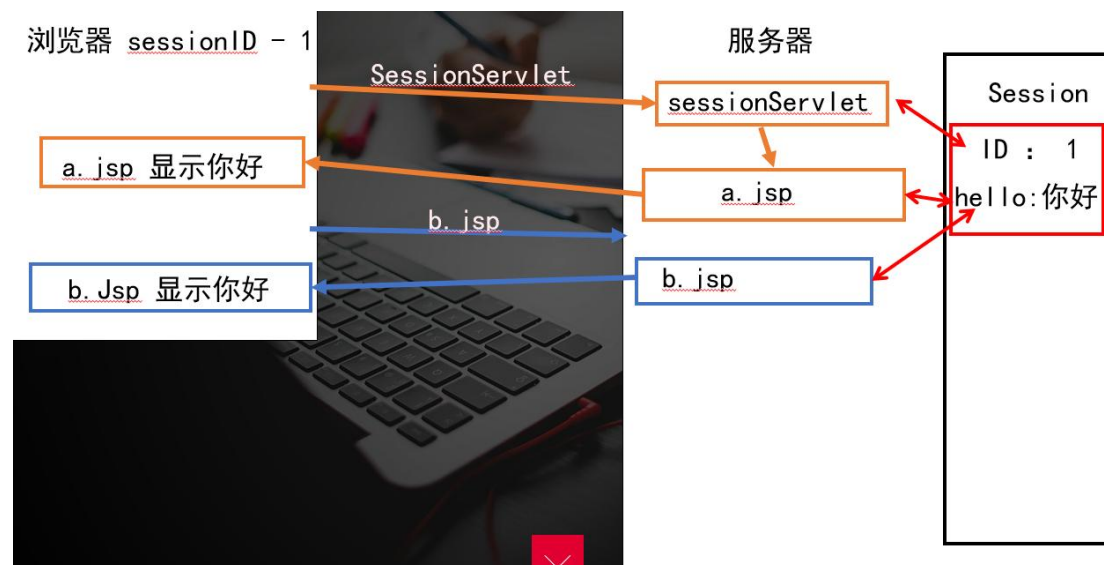 浏览器 sessionID - 1
服务器
SessionServlet
sessionServlet
Session
ID : 1
hello:你好
a.jsp 显示你好
a.jsp
b.jsp
b.Jsp 显示你好
b.jsp